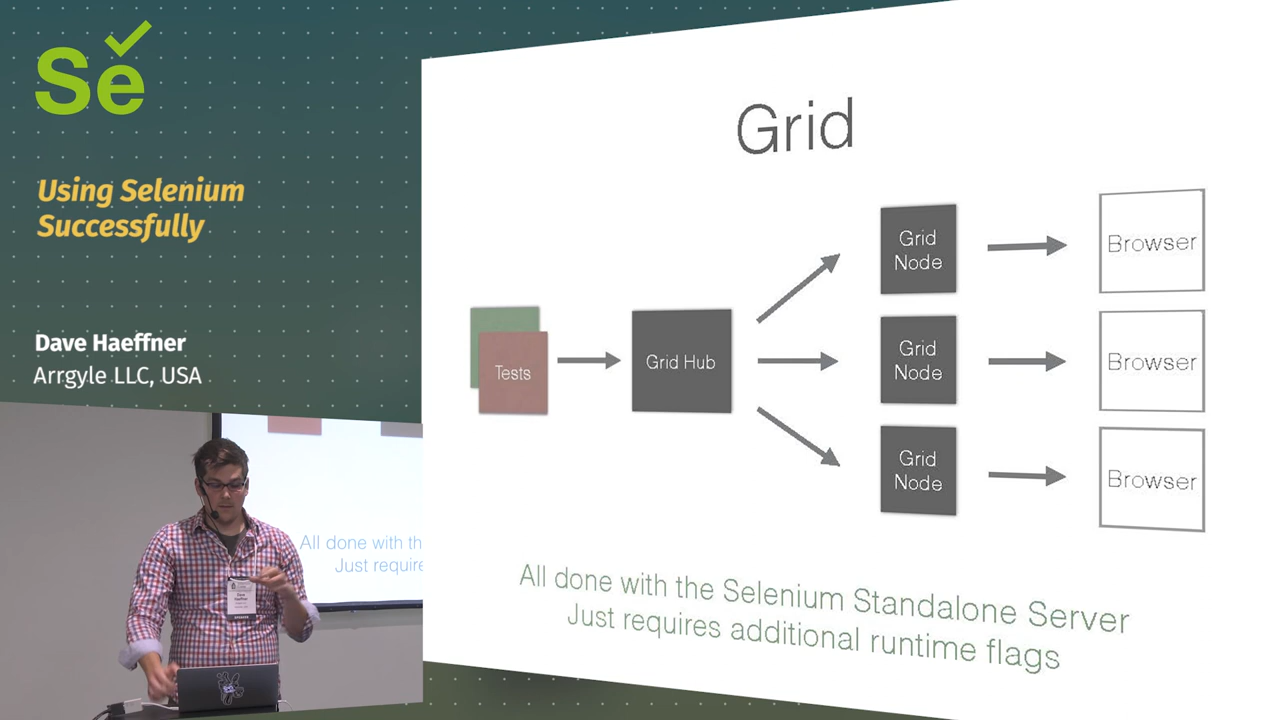 Se
Using Selenium
Successfully
Dave Haeffner
Arrgyle LLC, USA
Grid
Tests
Grid Hub
Grid
Node
Grid
Node
Grid
Node
Browser
Browser
Browser
All done with the Selenium Standalone Server
Just requires additional runtime flags
All done with th
Just require
Dave
Haeffner